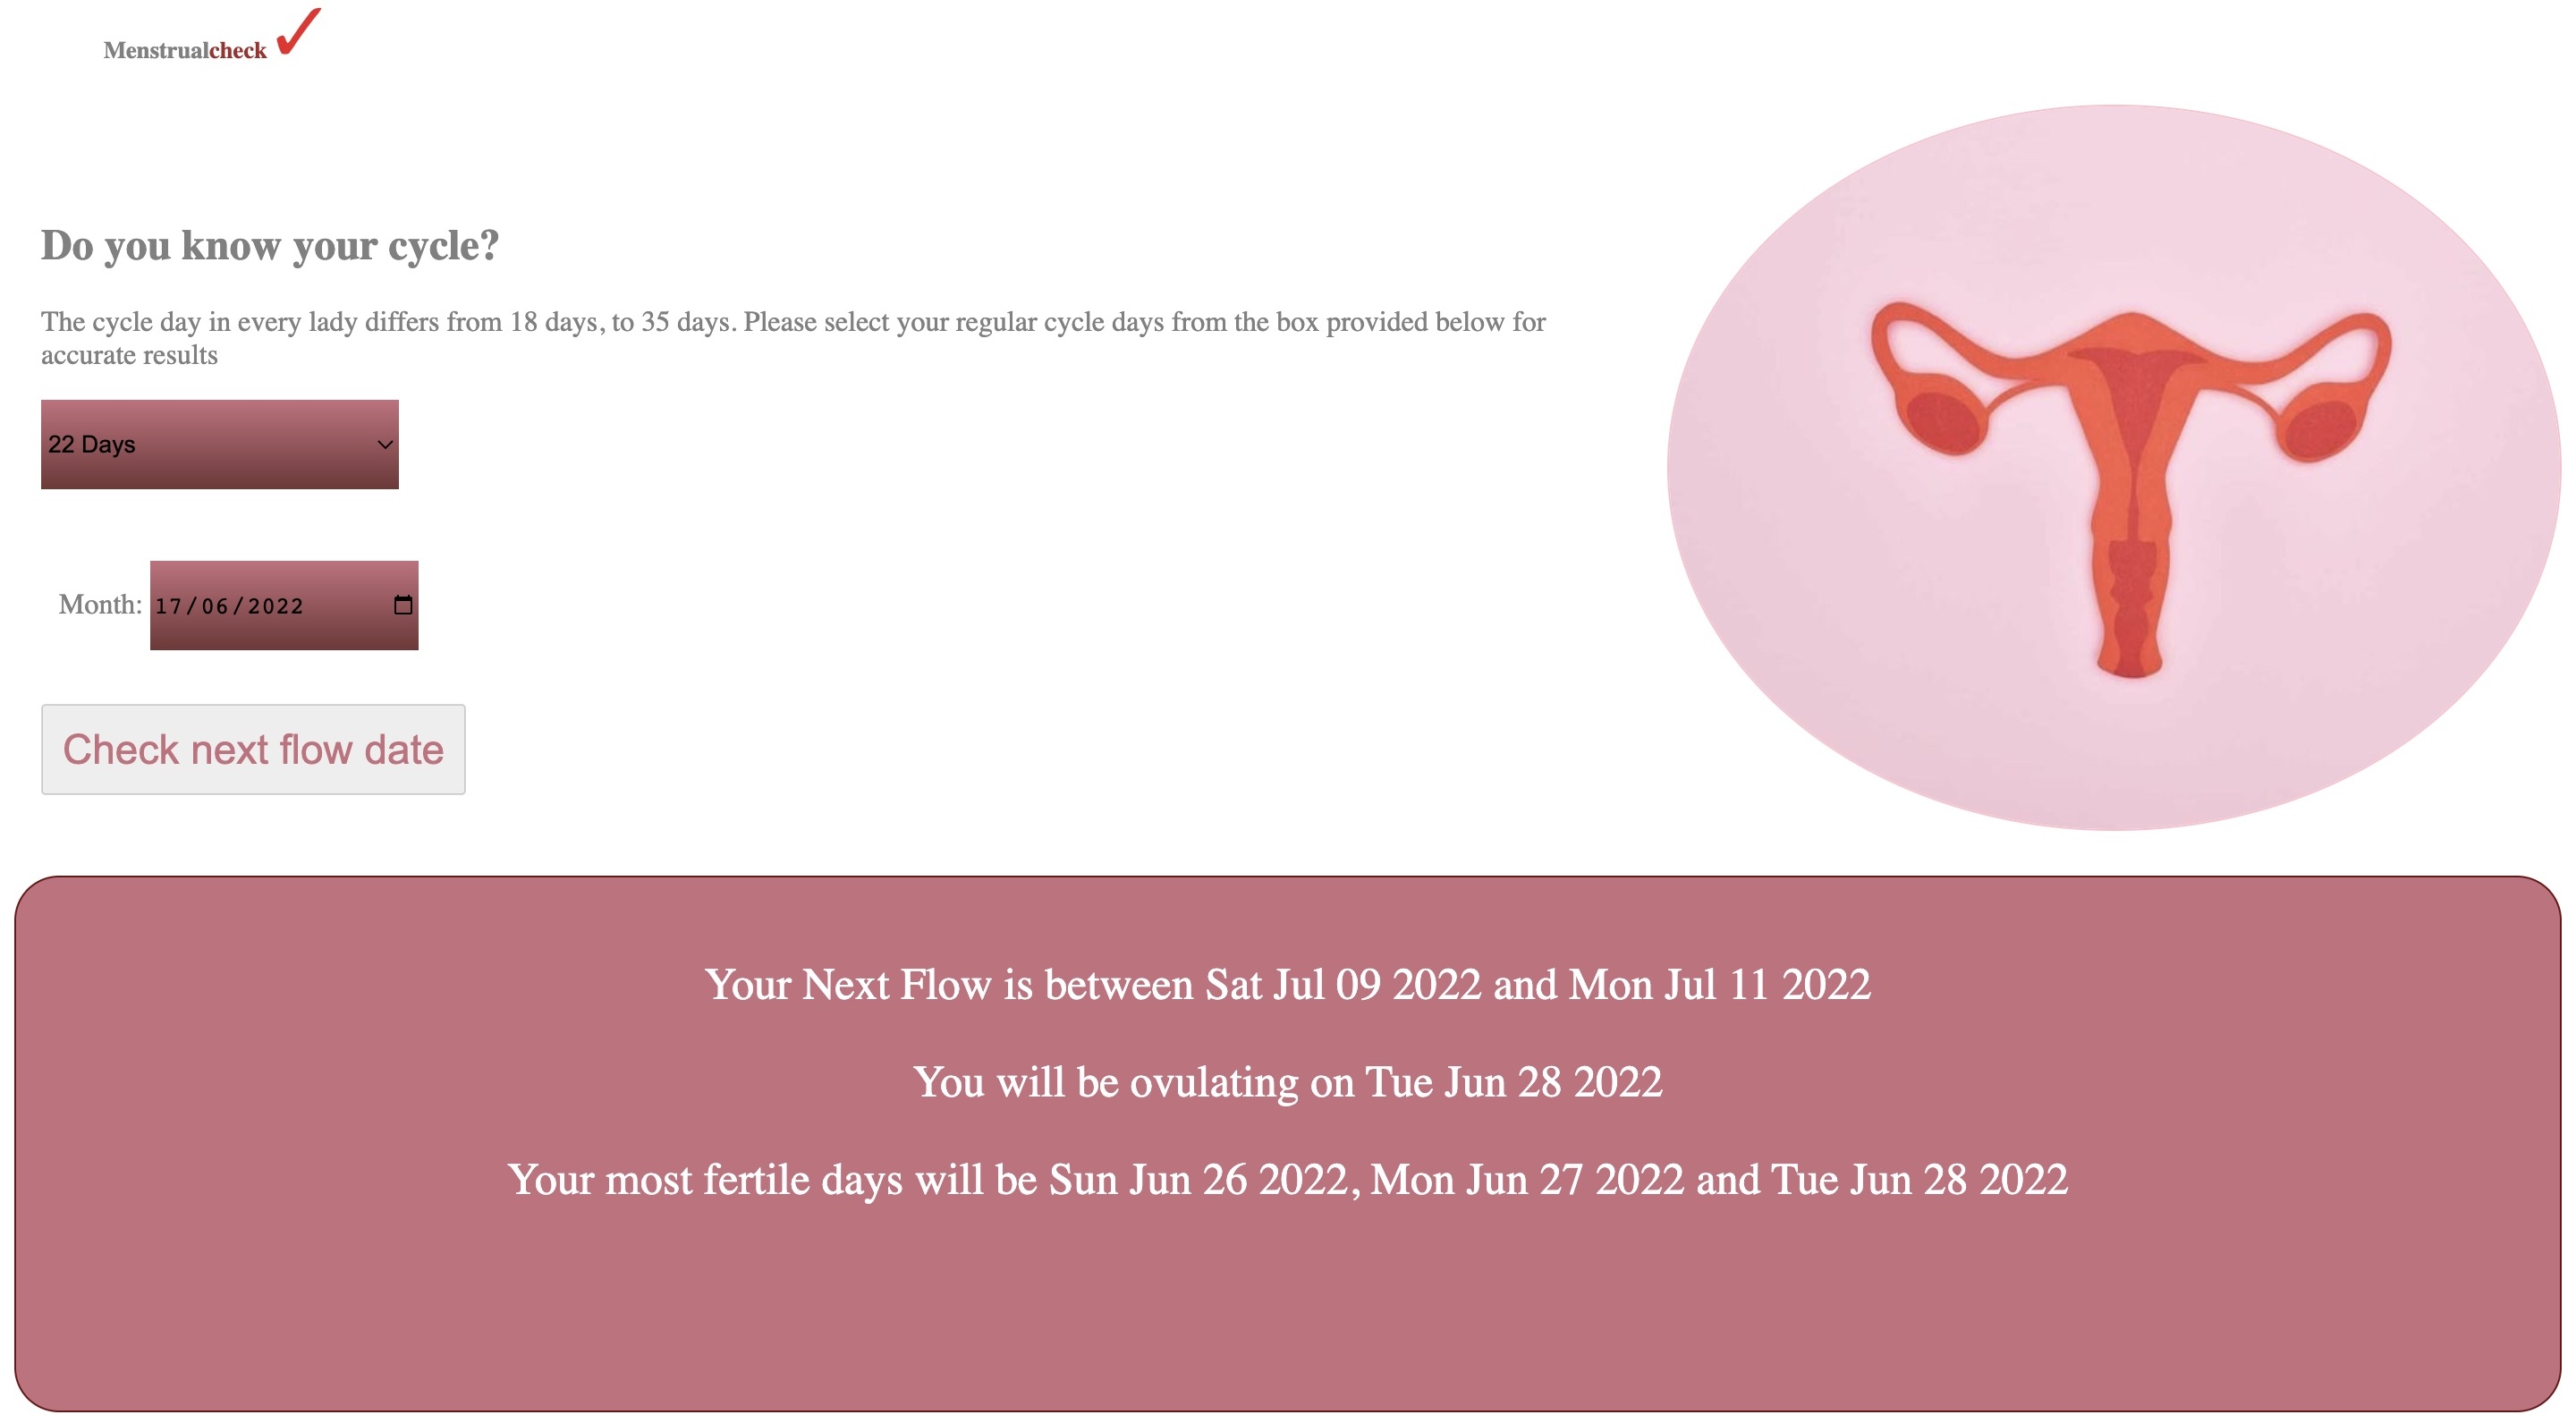 Menstrualcheck
Do you know your cycle?
The cycle day in every lady differs from 18 days, to 35 days. Please select your regular cycle days from the box provided below for
accurate results
22 Days
Month: 17/06/2022
Check next flow date
Your Next Flow is between Sat Jul 09 2022 and Mon Jul 11 2022
You will be ovulating on Tue Jun 28 2022
Your most fertile days will be Sun Jun 26 2022, Mon Jun 27 2022 and Tue Jun 28 2022